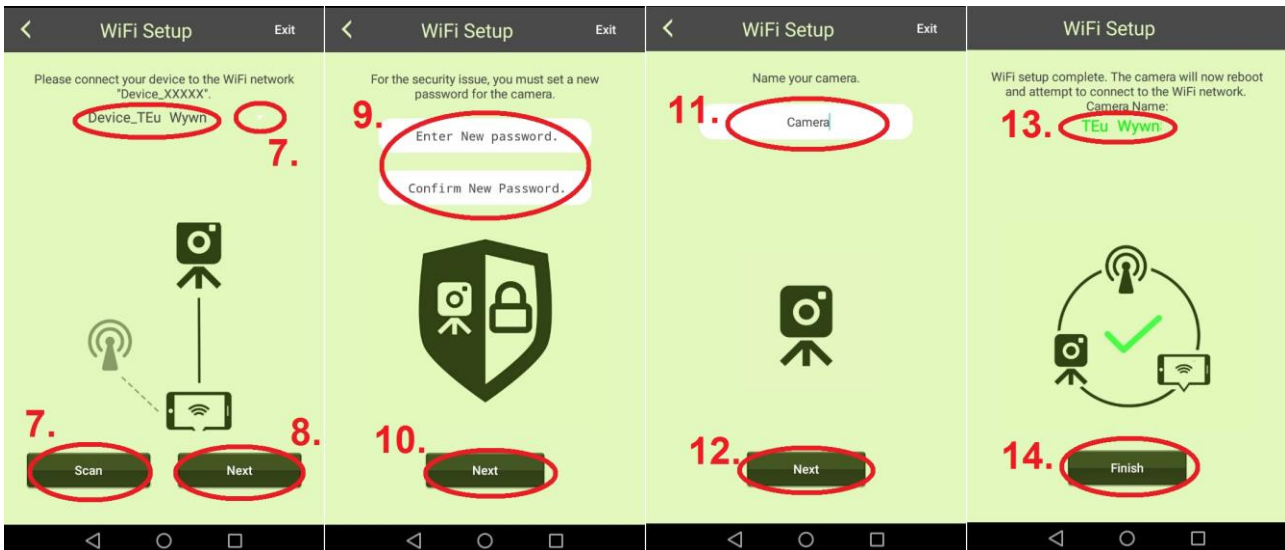 WiFi Setup
Exit
Please connect your device to the WiFi network
"Device_XXXXX".
Device_TEu Wywn
7.
7.
8.
Scan
Next
WiFi Setup
Exit
For the security issue, you must set a new
password for the camera.
9.
Enter New password.
Confirm New Password.
10.
Next
WiFi Setup
Exit
Name your camera.
11.
Camera
12.
Next
WiFi Setup
WiFi setup complete. The camera will now reboot
and attempt to connect to the WiFi network.
Camera Name:
13.
TEu Wywn
14.
Finish